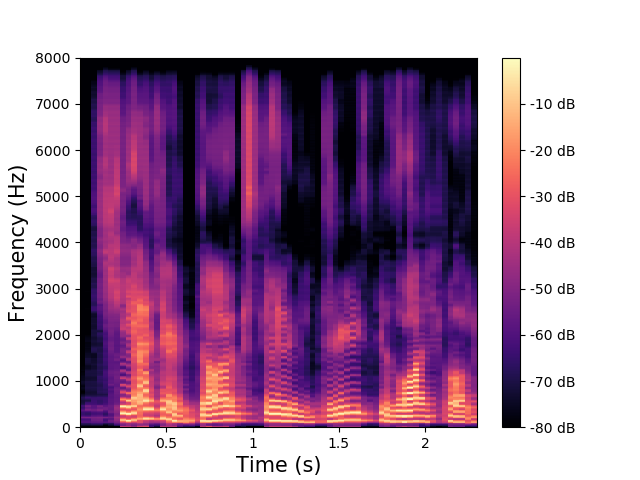 8000
7000
6000
5000
4000
3000
2000
1000
0
Frequency (Hz)
0 0.5 1 1.5 2
Time (s)
-10 dB
-20 dB
-30 dB
-40 dB
-50 dB
-60 dB
-70 dB
-80 dB